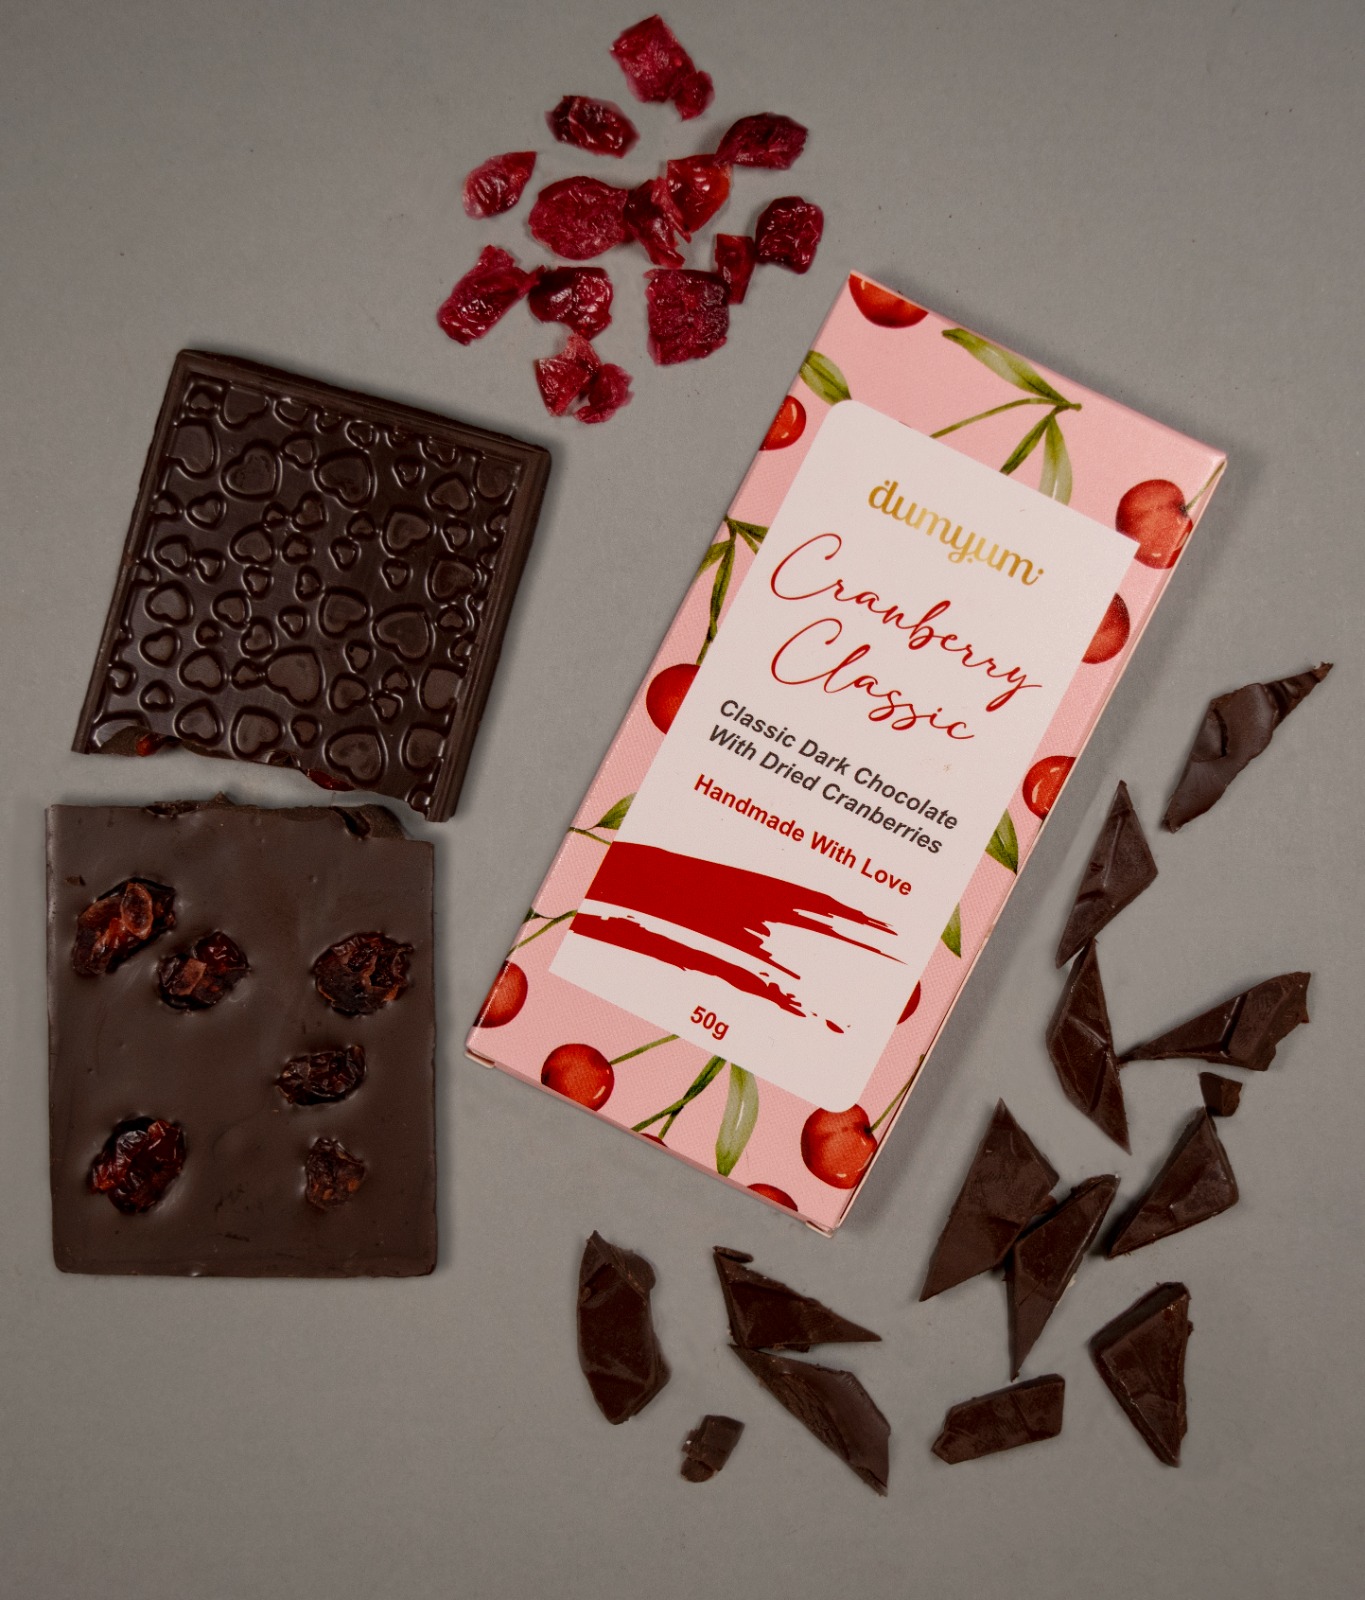 dumyum
Cranberry
Classic
Classic Dark Chocolate
With Dried Cranberries
Handmade With Love
50g